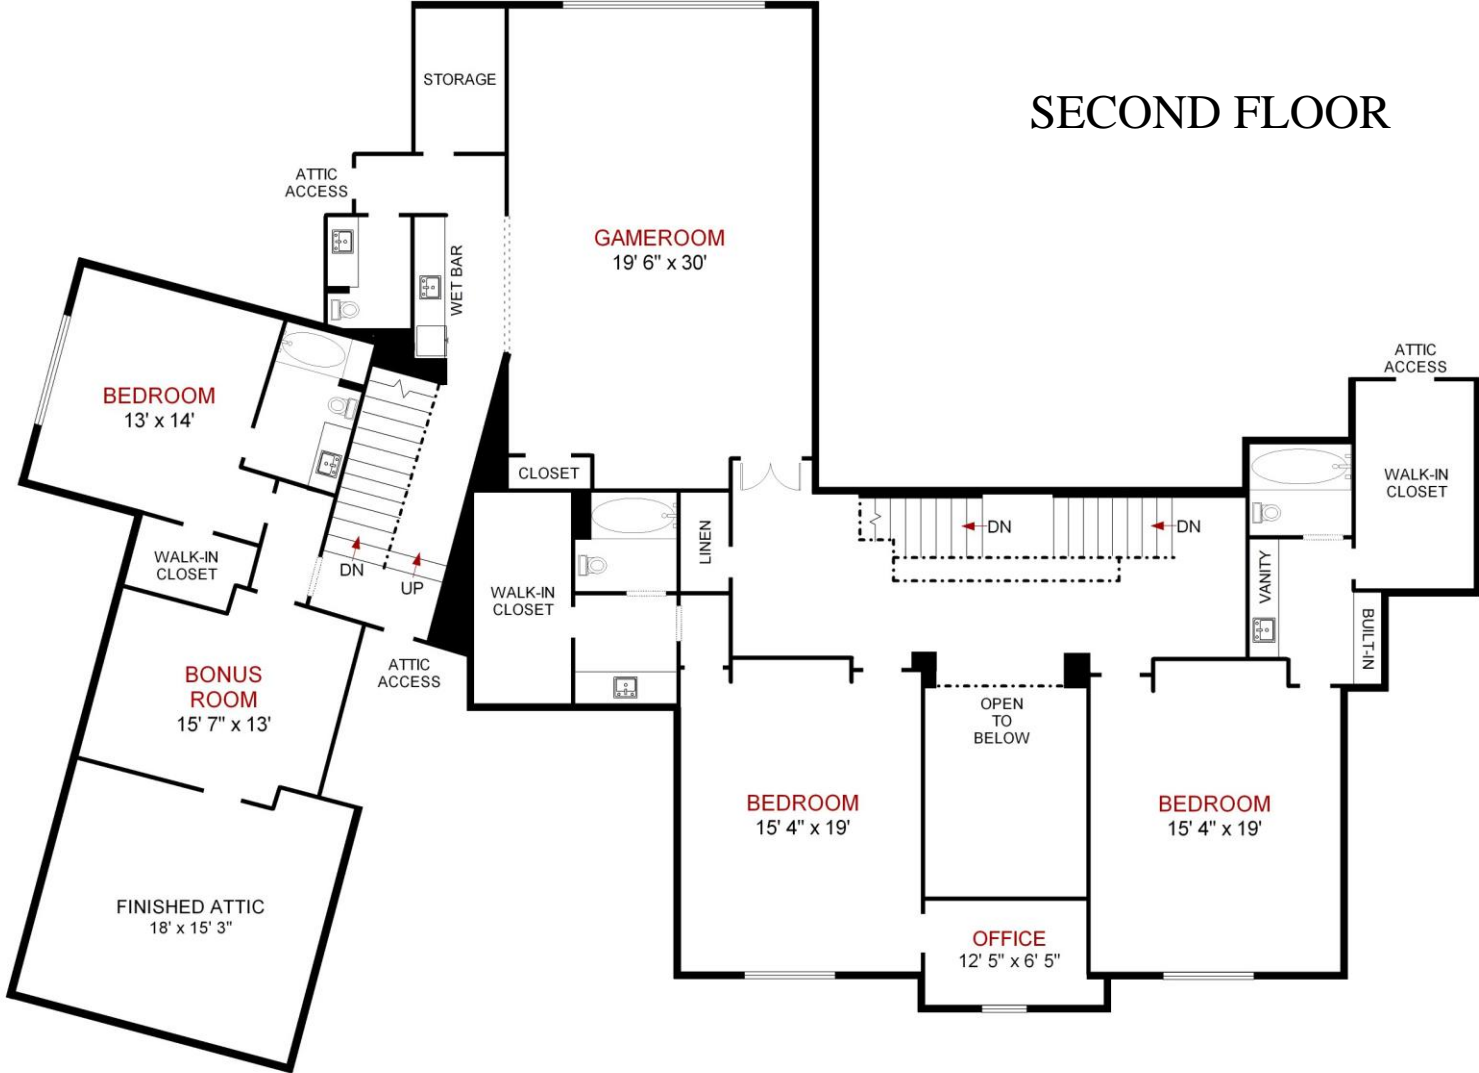 SECOND FLOOR
STORAGE
ATTIC
ACCESS
GAMEROOM
19' 6" x 30'
WET BAR
BEDROOM
13' x 14'
CLOSET
ATTIC
ACCESS
WALK-IN
CLOSET
LINEN
DN
DN
WALK-IN
CLOSET
DN
UP
WALK-IN
CLOSET
VANITY
BUILT-IN
ATTIC
ACCESS
BONUS
ROOM
15' 7" x 13'
OPEN
TO
BELOW
BEDROOM
15' 4" x 19'
BEDROOM
15' 4" x 19'
FINISHED ATTIC
18' x 15' 3"
OFFICE
12' 5" x 6' 5"